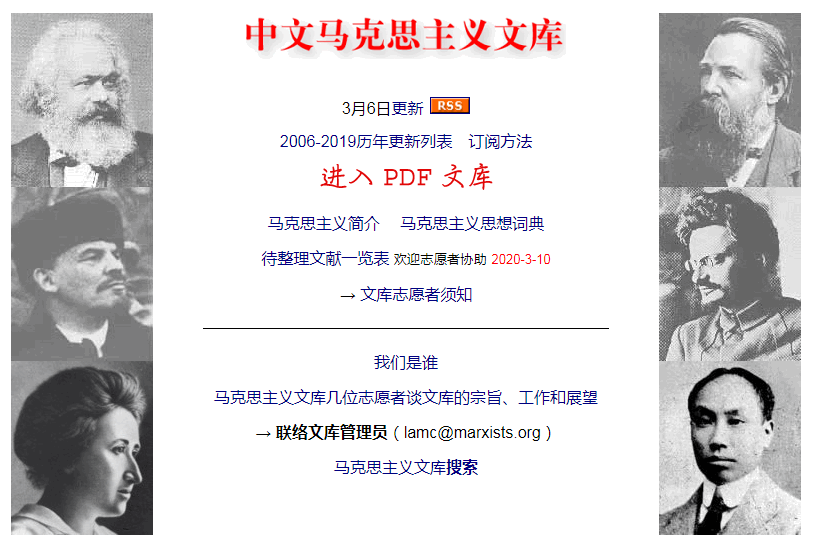 中文马克思主义文库
3月6日更新 RSS
2006-2019历年更新列表 订阅方法
进入 PDF 文库
马克思主义简介 马克思主义思想词典
待整理文献一览表 欢迎志愿者协助 2020-3-10
→ 文库志愿者须知
我们是谁
马克思主义文库几位志愿者谈文库的宗旨、工作和展望
→ 联络文库管理员（lamc@marxists.org）
马克思主义文库搜索